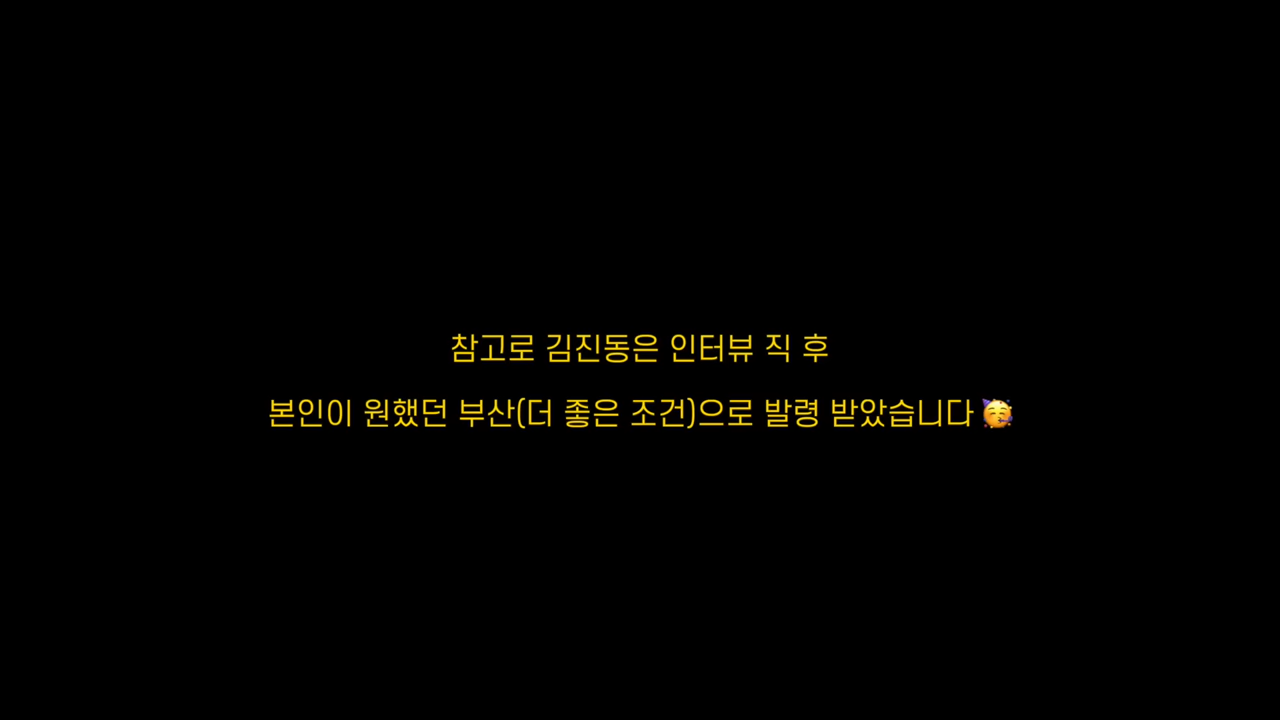 참고로 김진동은 인터뷰 직 후
본인이 원했던 부산(더 좋은 조건)으로 발령 받았습니다🥳